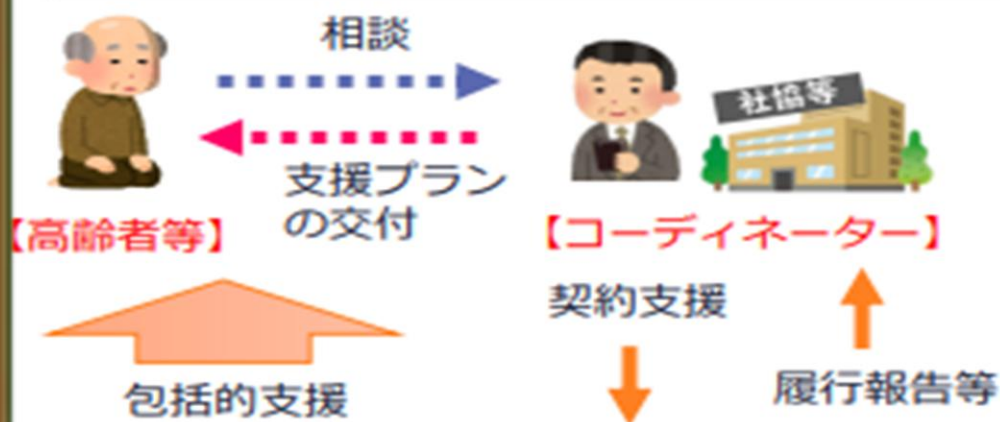 相談
社協等
支援プラン
の交付
【高齢者等】
【コーディネーター】
契約支援
履行報告等
包括的支援